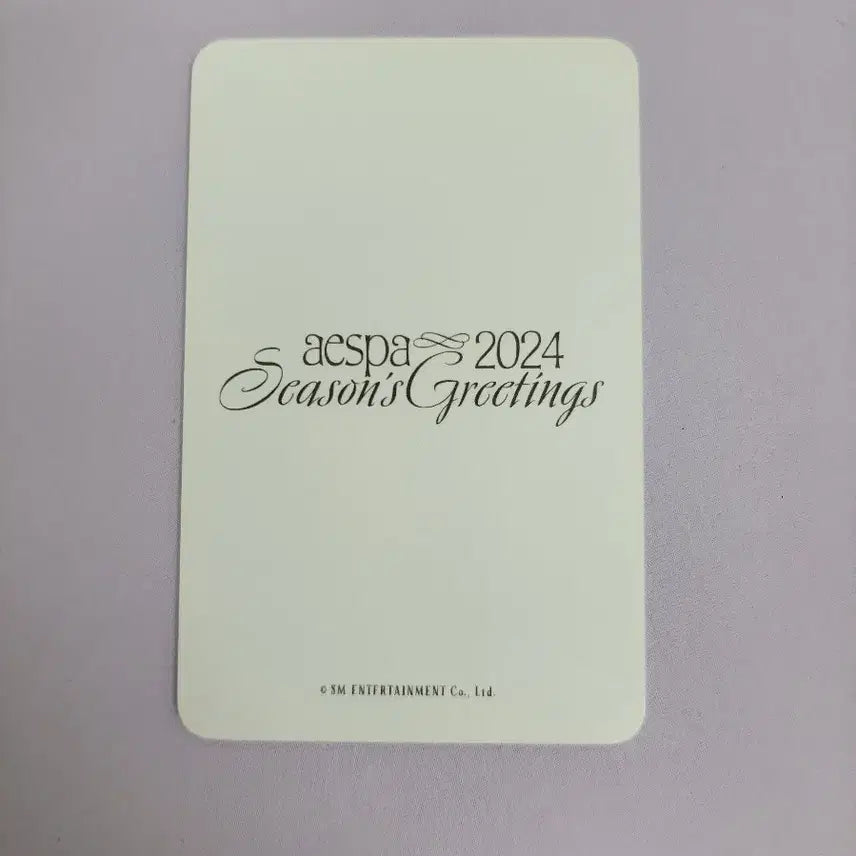 aespa 2024
Season's Greetings
© SM ENTERTAINMENT Co., Ltd.